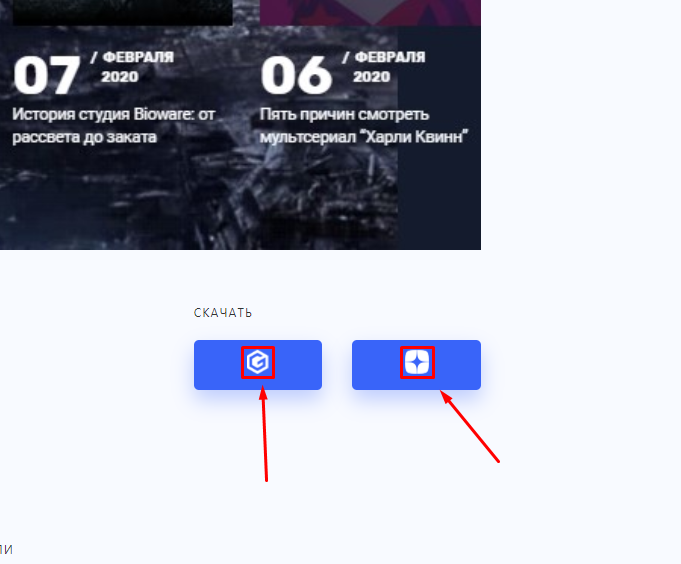 07 / ФЕВРАЛЯ
2020
История студия Bioware: от
рассвета до заката
06 / ФЕВРАЛЯ
2020
Пять причин смотреть
мультсериал "Харли Квинн"
СКАЧАТЬ